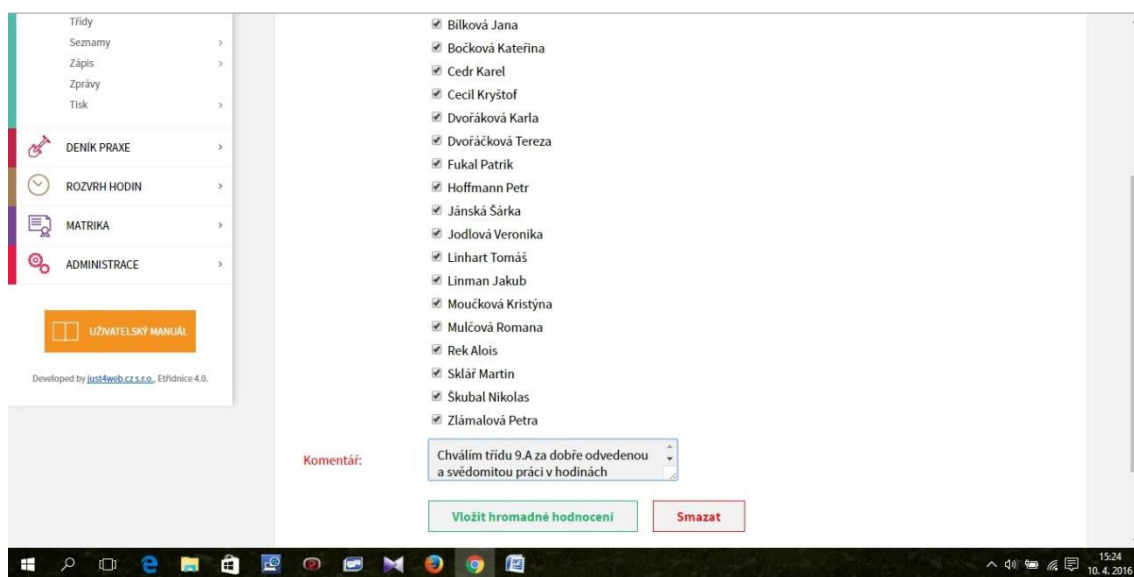 Třídy
Seznamy
Zápis
Zprávy
Tisk
DENÍK PRAXE
ROZVRH HODIN
MATRIKA
ADMINISTRACE
UŽIVATELSKÝ MANUÁL
Developed by just4web.cz s.r.o., Etřídnice 4.0.
Bílková Jana
Bočková Kateřina
Cedr Karel
Cecil Kryštof
Dvořáková Karla
Dvořáčková Tereza
Fukal Patrik
Hoffmann Petr
Jánská Šárka
Jodlová Veronika
Linhart Tomáš
Linman Jakub
Moučková Kristýna
Mulčová Romana
Rek Alois
Sklář Martin
Škubal Nikolas
Zlámalová Petra
Komentář:
Chválím třídu 9.A za dobře odvedenou
a svědomitou práci v hodinách
Vložit hromadné hodnocení
Smazat
15:24
10. 4. 2016